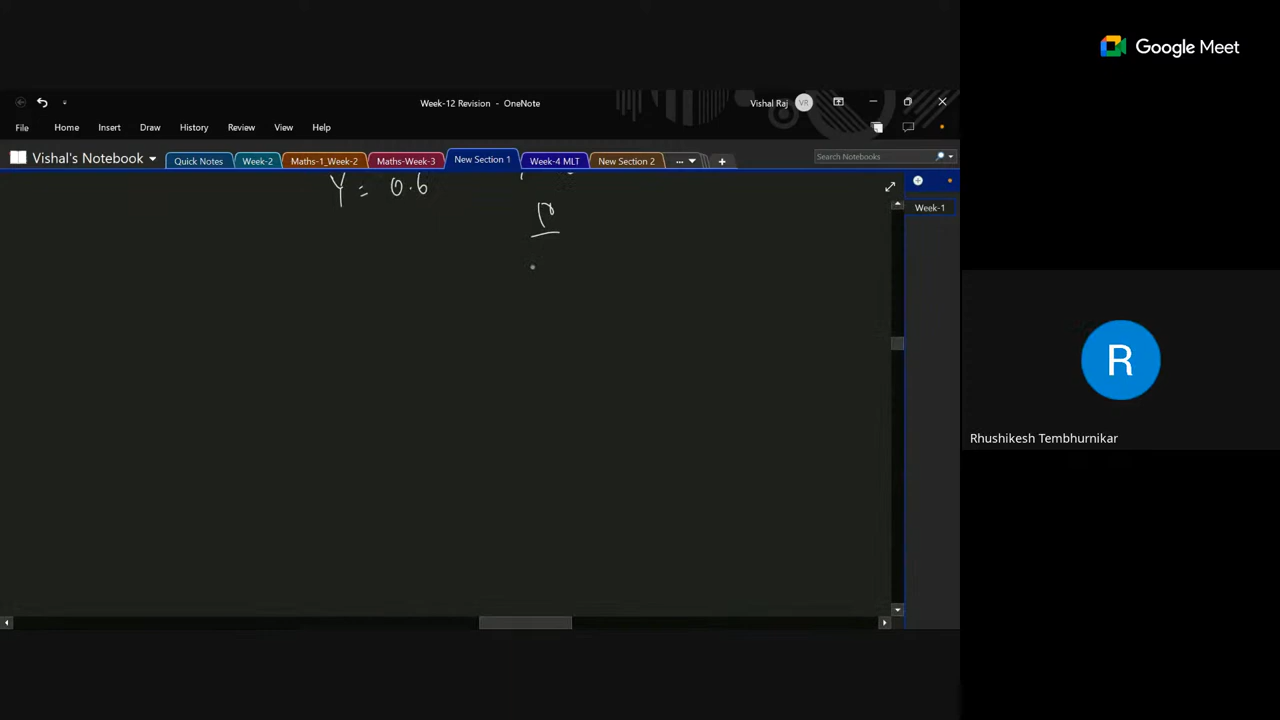 Google Meet
Week-12 Revision - OneNote
Vishal Raj VR
File Home Insert Draw History Review View Help
Vishal's Notebook
Quick Notes Week-2 Maths-1_Week-2 Maths-Week-3 New Section 1 Week-4 MLT New Section 2 ... +
Search Notebooks
Week-1
Y = 0.6
R
Rhushikesh Tembhurnikar